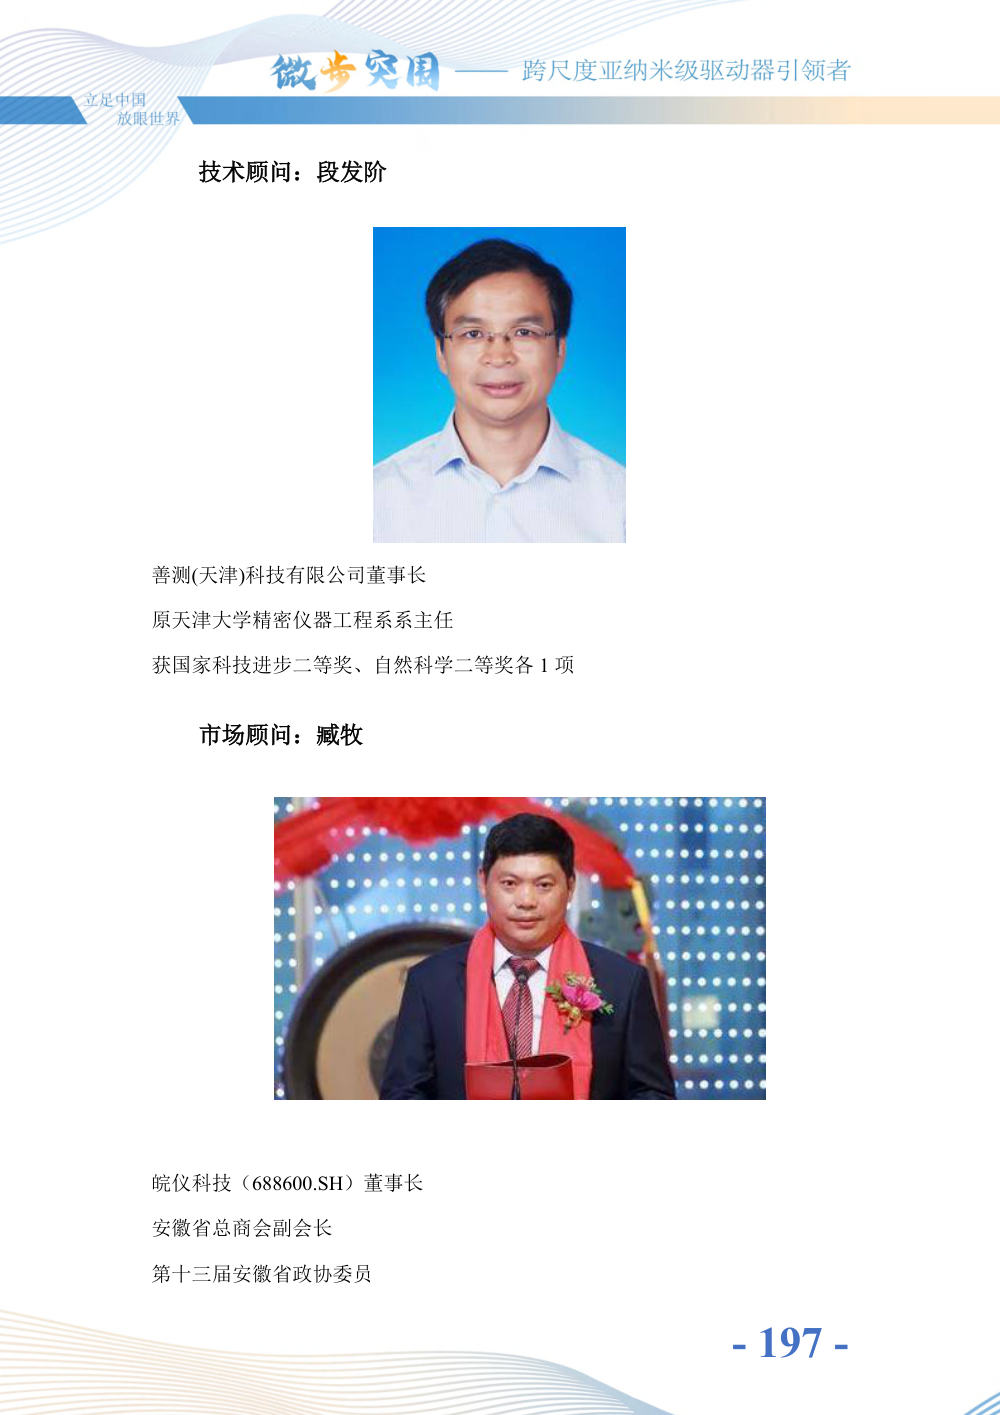 微步突围 —— 跨尺度亚纳米级驱动器引领者
立足中国
放眼世界
技术顾问：段发阶
善测(天津)科技有限公司董事长
原天津大学精密仪器工程系系主任
获国家科技进步二等奖、自然科学二等奖各 1 项
市场顾问：臧牧
皖仪科技（688600.SH）董事长
安徽省总商会副会长
第十三届安徽省政协委员
- 197 -